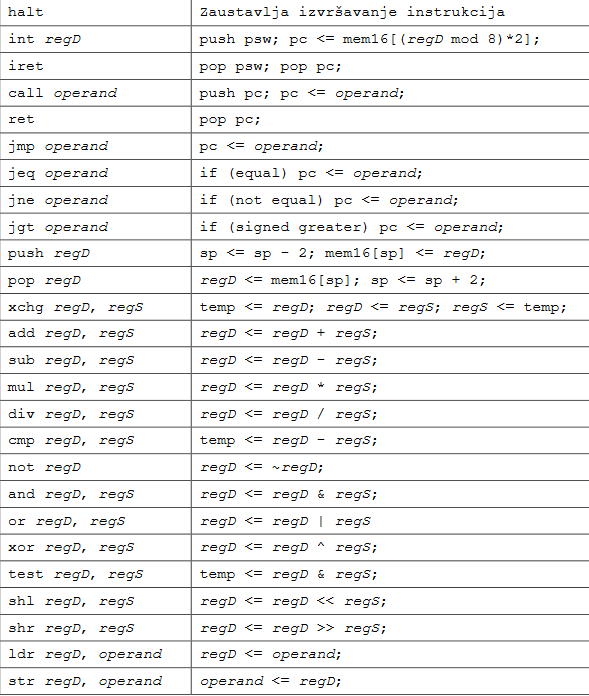 halt Zaustavlja izvršavanje instrukcija
int regD push psw; pc <= mem16[(regD mod 8)*2];
iret pop psw; pop pc;
call operand push pc; pc <= operand;
ret pop pc;
jmp operand pc <= operand;
jeq operand if (equal) pc <= operand;
jne operand if (not equal) pc <= operand;
jgt operand if (signed greater) pc <= operand;
push regD sp <= sp - 2; mem16[sp] <= regD;
pop regD regD <= mem16[sp]; sp <= sp + 2;
xchg regD, regS temp <= regD; regD <= regS; regS <= temp;
add regD, regS regD <= regD + regS;
sub regD, regS regD <= regD - regS;
mul regD, regS regD <= regD * regS;
div regD, regS regD <= regD / regS;
cmp regD, regS temp <= regD - regS;
not regD regD <= ~regD;
and regD, regS regD <= regD & regS;
or regD, regS regD <= regD | regS
xor regD, regS regD <= regD ^ regS;
test regD, regS temp <= regD & regS;
shl regD, regS regD <= regD << regS;
shr regD, regS regD <= regD >> regS;
ldr regD, operand regD <= operand;
str regD, operand operand <= regD;